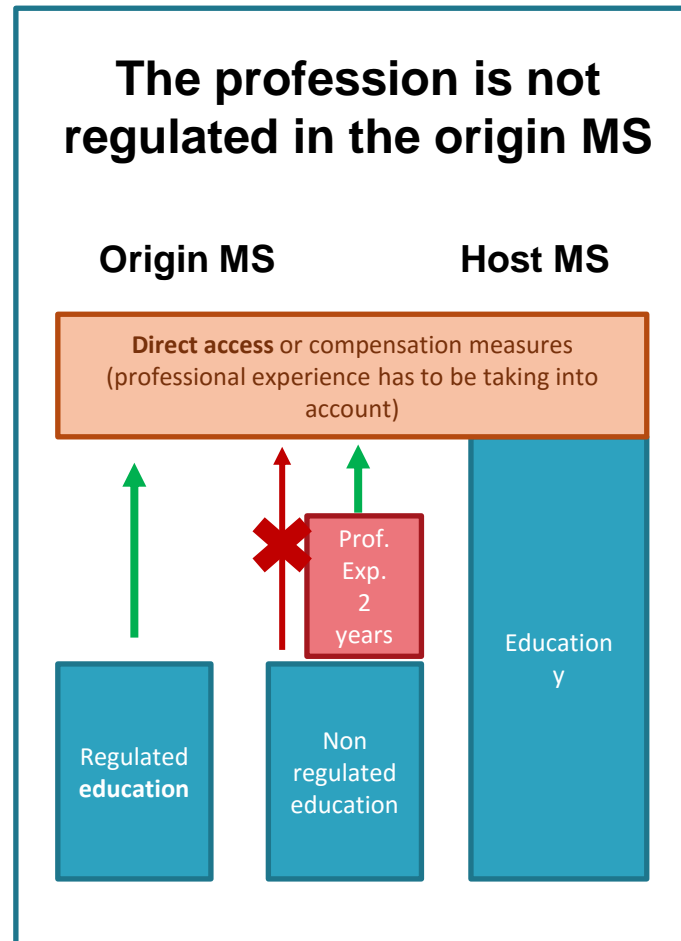 The profession is not
regulated in the origin MS
Origin MS
Host MS
Direct access or compensation measures
(professional experience has to be taking into
account)
Prof.
Exp.
2
years
Education
y
Regulated
education
Non
regulated
education